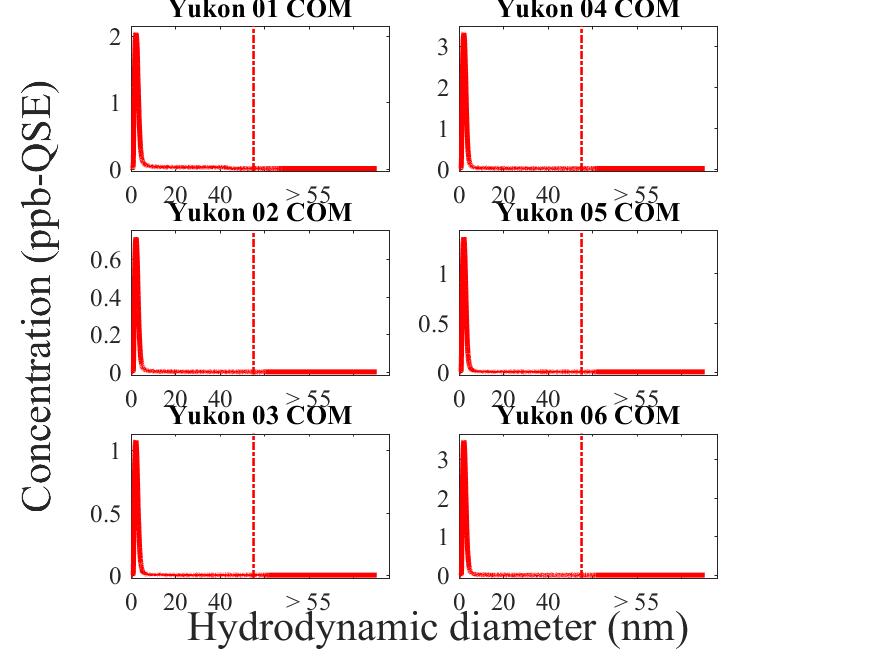 Yukon 01 COM
2
1
0
0 20 40 > 55
Yukon 04 COM
3
2
1
0
0 20 40 > 55
Yukon 02 COM
0.6
0.4
0.2
0
0 20 40 > 55
Yukon 05 COM
1
0.5
0
0 20 40 > 55
Yukon 03 COM
1
0.5
0
0 20 40 > 55
Yukon 06 COM
3
2
1
0
0 20 40 > 55
Concentration (ppb-QSE)
Hydrodynamic diameter (nm)